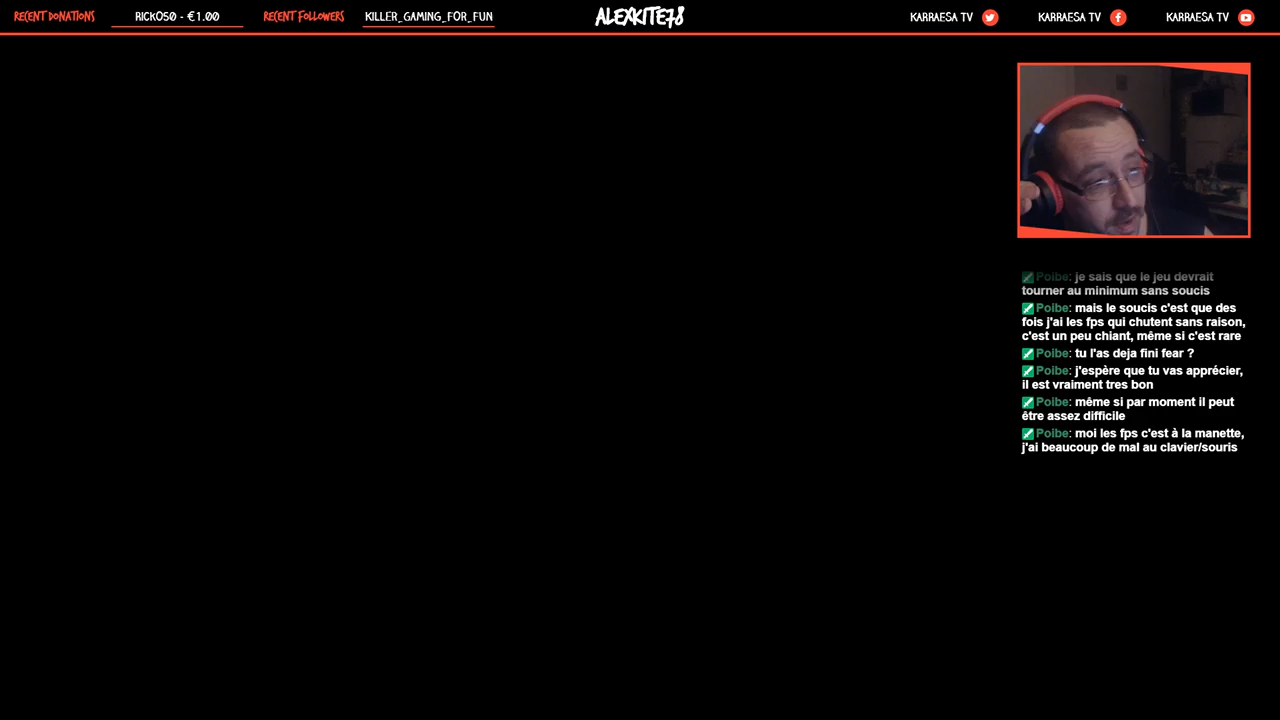 RECENT DONATIONS RICKOS0 - €1.00 RECENT FOLLOWERS KILLER_GAMING_FOR_FUN ALEXKITE78 KARRAESA TV KARRAESA TV KARRAESA TV
Poibe: je sais que le jeu devrait
tourner au minimum sans soucis
Poibe: mais le soucis c'est que des
fois j'ai les fps qui chutent sans raison,
c'est un peu chiant, même si c'est rare
Poibe: tu l'as deja fini fear ?
Poibe: j'espère que tu vas apprécier,
il est vraiment tres bon
Poibe: même si par moment il peut
être assez difficile
Poibe: moi les fps c'est à la manette,
j'ai beaucoup de mal au clavier/souris